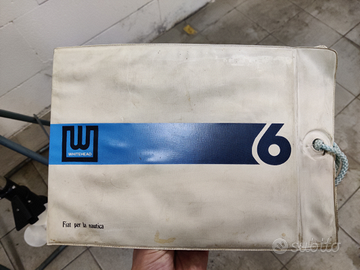 WHITEHEAD
6
Fiat per la nautica
Subito